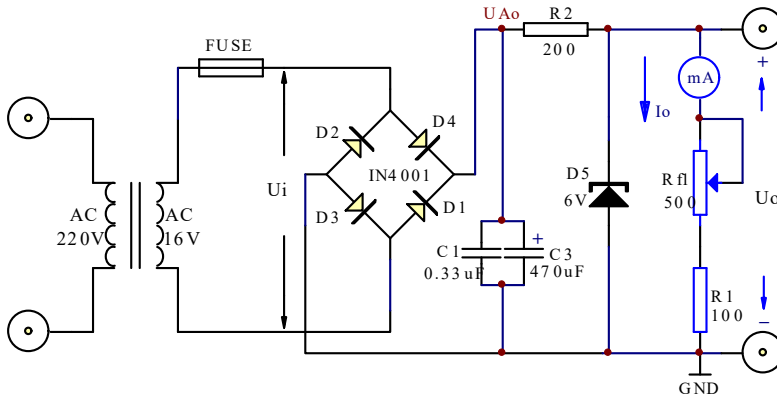 UAo
R2
200
FUSE
+
mA
Io
D2
D4
IN4001
D3
D1
Ui
AC
220V
AC
16V
D5
6V
Rfl
500
Uo
+
C1
0.33uF
C3
470uF
R1
100
−
GND